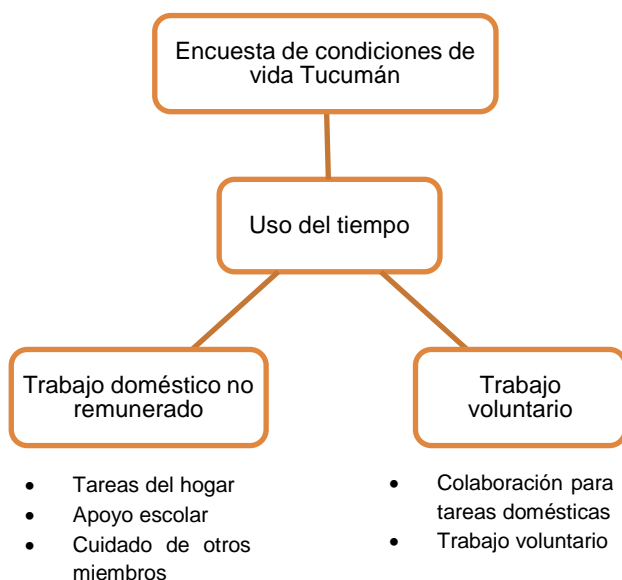 Encuesta de condiciones de
vida Tucumán
Uso del tiempo
Trabajo doméstico no
remunerado
Trabajo
voluntario
• Tareas del hogar
• Apoyo escolar
• Cuidado de otros
miembros
• Colaboración para
tareas domésticas
• Trabajo voluntario